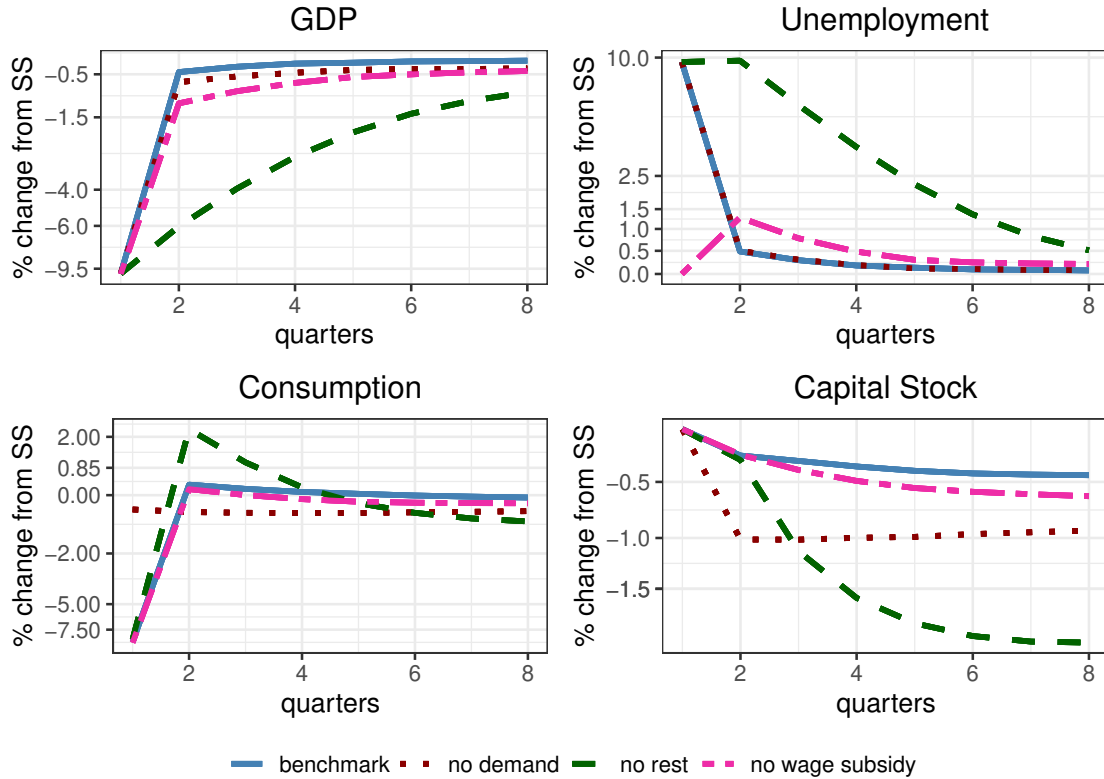 GDP
% change from SS
−0.5
−1.5
−4.0
−6.0
−9.5
2 4 6 8
quarters
Unemployment
% change from SS
10.0
2.5
1.5
1.0
0.5
0.0
2 4 6 8
quarters
Consumption
% change from SS
2.00
0.85
0.00
−2.00
−5.00
−7.50
2 4 6 8
quarters
Capital Stock
% change from SS
−0.5
−1.0
−1.5
2 4 6 8
quarters
benchmark no demand no rest no wage subsidy